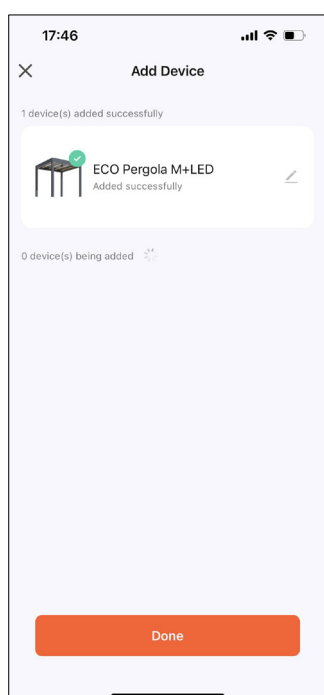 17:46
Add Device
1 device(s) added successfully
ECO Pergola M+LED
Added successfully
0 device(s) being added
Done